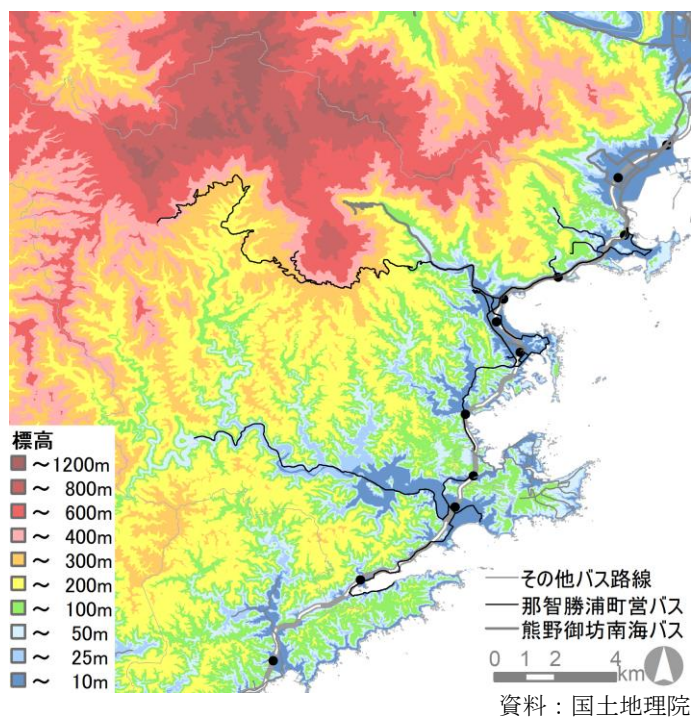 標高
～1200m
～ 800m
～ 600m
～ 400m
～ 300m
～ 200m
～ 100m
～ 50m
～ 25m
～ 10m
その他バス路線
那智勝浦町営バス
熊野御坊南海バス
0 1 2 4
km
資料：国土地理院